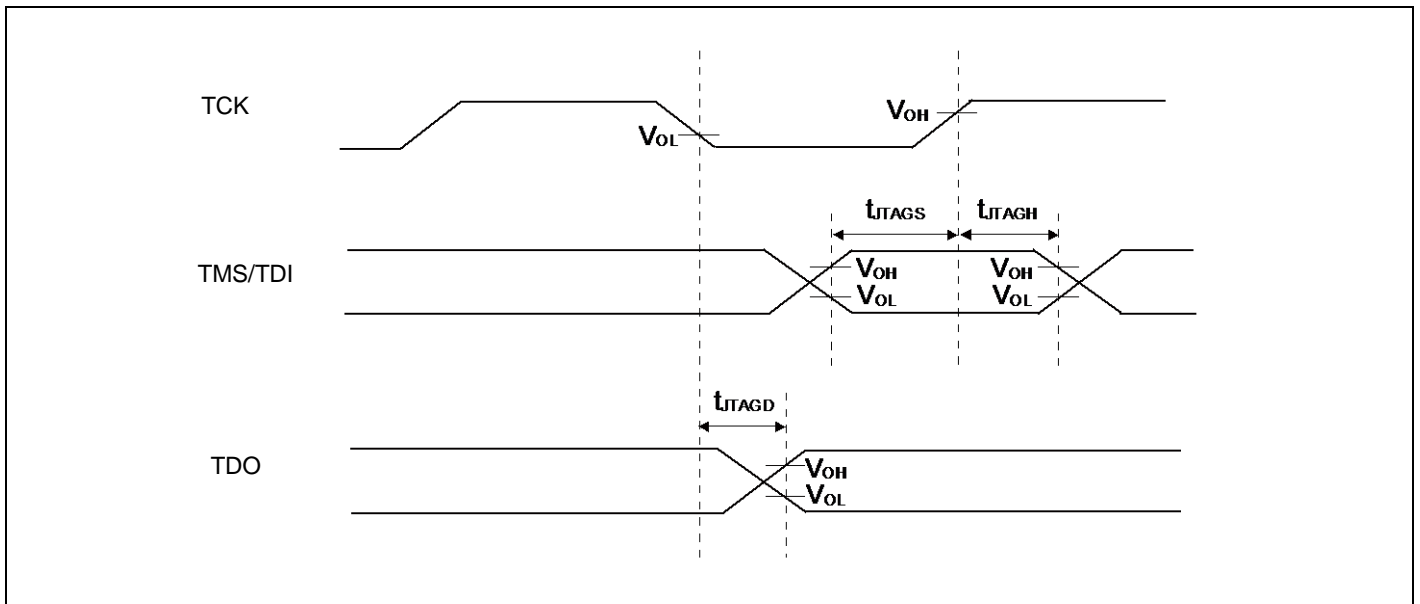 TCK
VOH
VOL
tJTAGS tJTAGH
TMS/TDI
VOH VOH
VOL VOL
tJTAGD
TDO
VOH
VOL